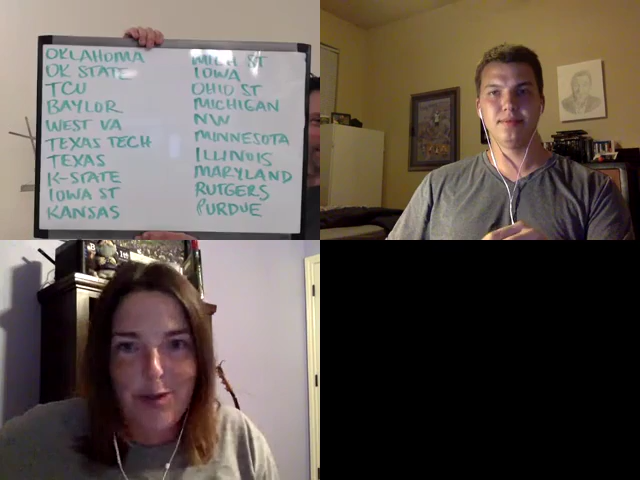 OKLAHOMA
OK STATE
TCU
BAYLOR
WEST VA
TEXAS TECH
TEXAS
K-STATE
IOWA ST
KANSAS
MICH ST
IOWA
OHIO ST
MICHIGAN
NW
MINNESOTA
ILLINOIS
MARYLAND
RUTGERS
PURDUE